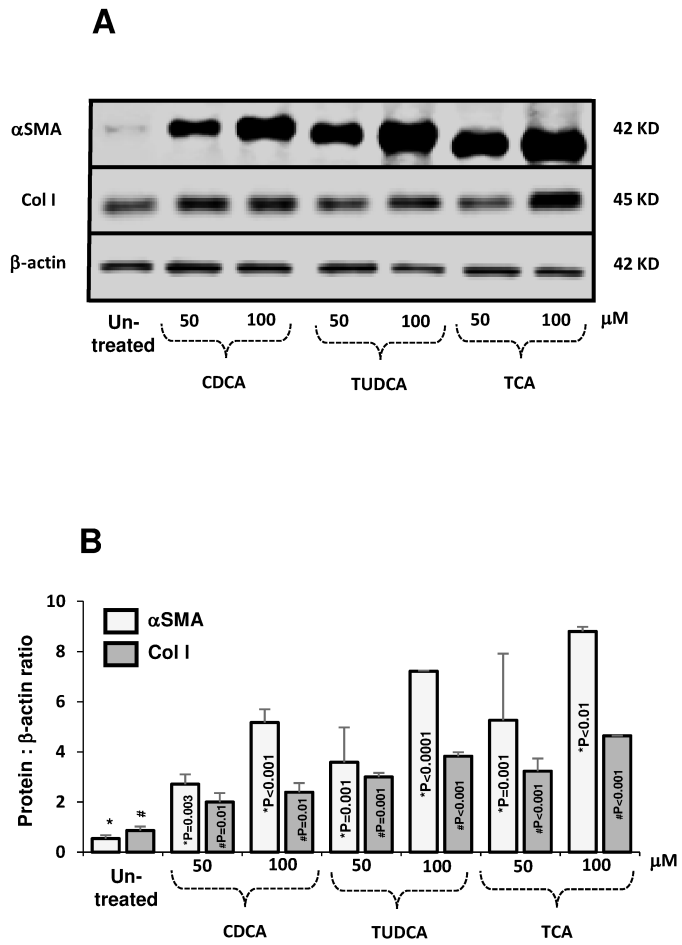 A
αSMA 42 KD
Col I 45 KD
β-actin 42 KD
Un-
treated
50 100 50 100 50 100 μM
CDCA TUDCA TCA
B
Protein : β-actin ratio
10
8
6
4
2
0
αSMA
Col I
* #
*P=0.003 #P=0.01 *P<0.001 #P=0.01 *P=0.001 #P=0.001 *P<0.0001 #P<0.001 *P=0.001 #P<0.001 *P<0.01 #P<0.001
50 100 50 100 50 100 μM
Un-
treated
CDCA TUDCA TCA